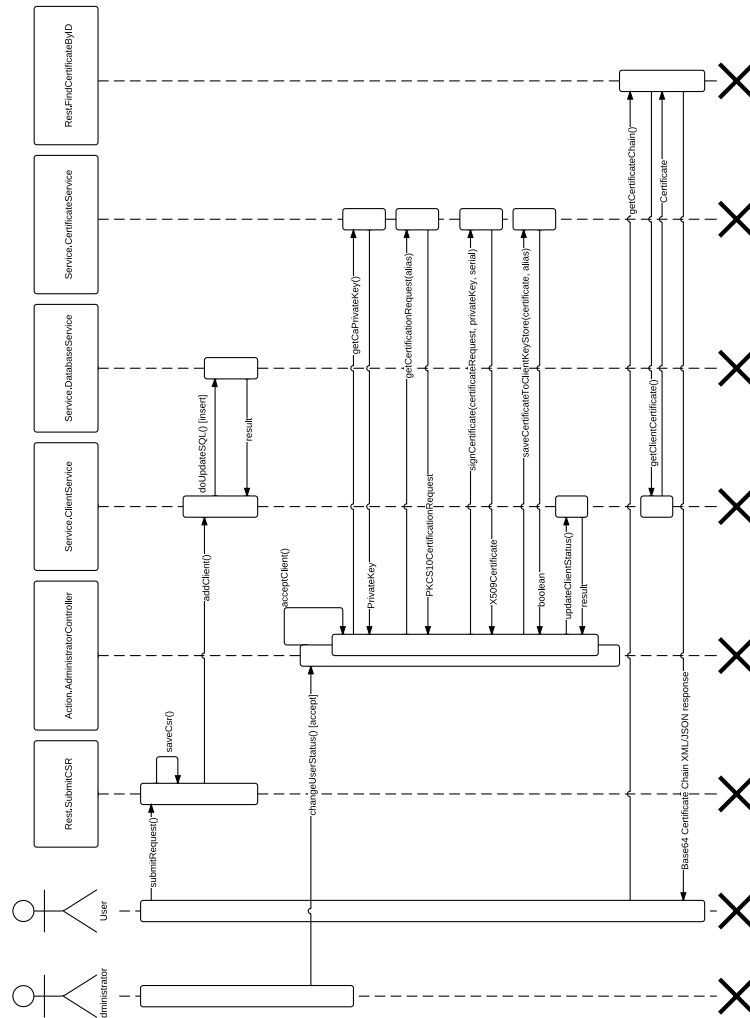 dministrator
User
Rest.SubmitCSR
Action.AdministratorController
Service.ClientService
Service.DatabaseService
Service.CertificateService
Rest.FindCertificateByID
submitRequest()
saveCsr()
addClient()
doUpdateSQL() [insert]
result
changeUserStatus() [accept]
acceptClient()
getCaPrivateKey()
PrivateKey
getCertificationRequest(alias)
PKCS10CertificationRequest
signCertificate(certificateRequest, privateKey, serial)
X509Certificate
saveCertificateToClientKeyStore(certificate, alias)
boolean
updateClientStatus()
result
getCertificateChain()
getClientCertificate()
Certificate
Base64 Certificate Chain XML/JSON response